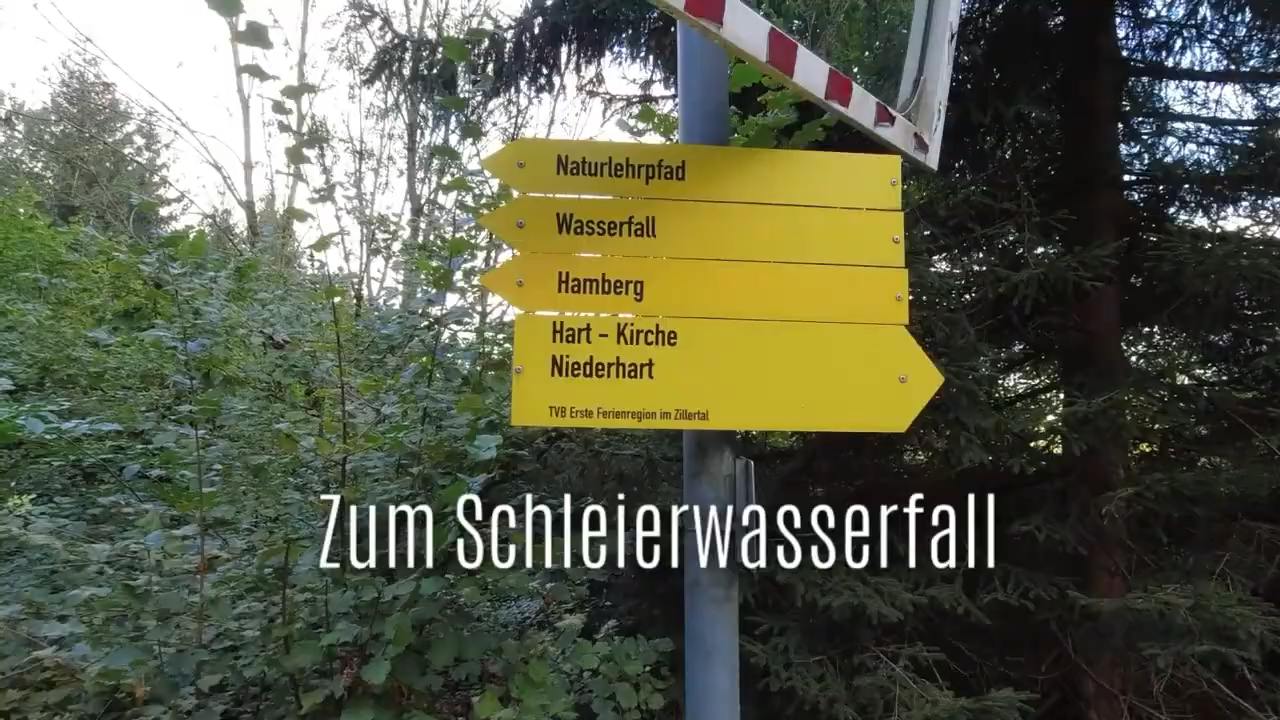 Naturlehrpfad
Wasserfall
Hamberg
Hart - Kirche
Niederhart
TVB Erste Ferienregion im Zillertal
Zum Schleierwasserfall